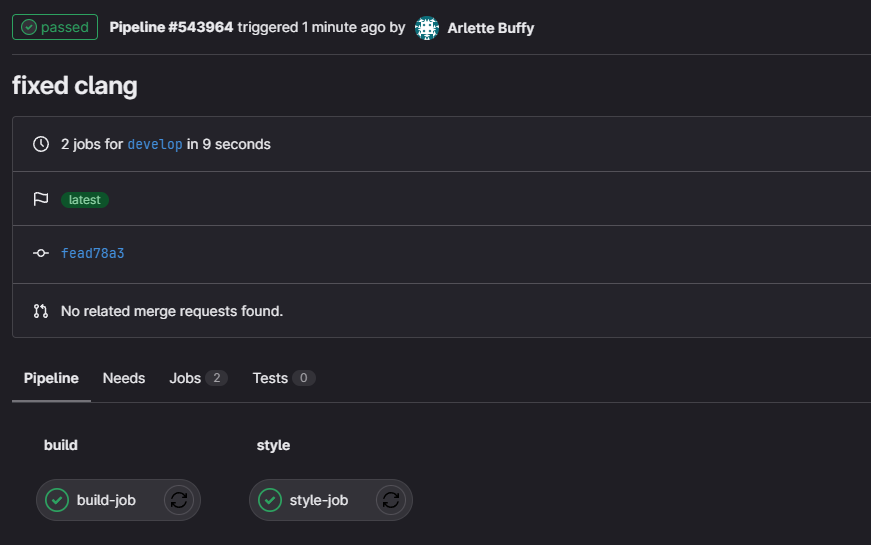 passed Pipeline #543964 triggered 1 minute ago by Arlette Buffy
fixed clang
2 jobs for develop in 9 seconds
latest
fead78a3
No related merge requests found.
Pipeline Needs Jobs 2 Tests 0
build style
build-job style-job